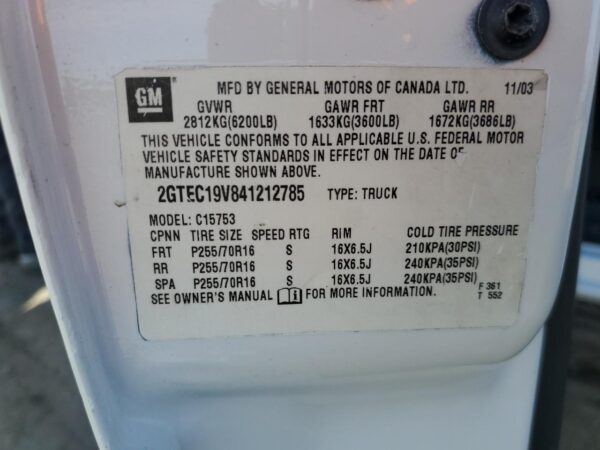 GM
MFD BY GENERAL MOTORS OF CANADA LTD. 11/03
GVWR GAWR FRT GAWR RR
2812KG(6200LB) 1633KG(3600LB) 1672KG(3686LB)
THIS VEHICLE CONFORMS TO ALL APPLICABLE U.S. FEDERAL MOTOR
VEHICLE SAFETY STANDARDS IN EFFECT ON THE DATE OF
MANUFACTURE SHOWN ABOVE.
2GTEC19V841212785 TYPE: TRUCK
MODEL: C15753
CPNN TIRE SIZE SPEED RTG RIM COLD TIRE PRESSURE
FRT P255/70R16 S 16X6.5J 210KPA(30PSI)
RR P255/70R16 S 16X6.5J 240KPA(35PSI)
SPA P255/70R16 S 16X6.5J 240KPA(35PSI)
SEE OWNER'S MANUAL FOR MORE INFORMATION.
F 361
T 552